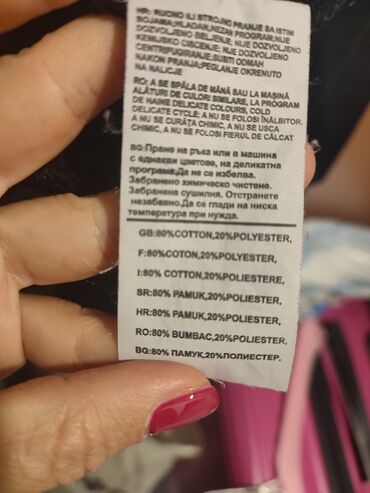 HR: RUČNO ILI STROJNO PRANJE SA ISTIM
BOJAMA;HLADAN,NEŽAN PROGRAM;NIJE
DOZVOLJENO BELJENJE; NIJE DOZVOLJENO
KEMIJSKO CIŠCENJE; NIJE DOZVOLJENO
CENTRIFUGIRANJE;SUŠITI ODMAH
NAKON PRANJA;PEGLANJE OKRENUTO
NA NALICJE
RO: A SE SPĂLA DE MÂNĂ SAU LA MAȘINĂ
ALĂTURI DE CULORI SIMILARE, LA PROGRAM
DE HAINE DELICATE COLOURS, COLD
DELICATE CYCLE: A NU SE FOLOSI ÎNĂLBITOR.
A NU SE CURĂȚA CHIMIC, A NU SE USCA
CHIMIC, A NU SE FOLOSI FIERUL DE CĂLCAT
BG:Пране на ръка или в машина
с еднакви цветове, на деликатна
програма.Да не се избелва.
Забранено химическо чистене.
Забранена сушилня. Отстранете
незабавно.Да се глади на ниска
температура при нужда.
GB:80%COTTON,20%POLYESTER,
F:80%COTON,20%POLYESTER,
I:80% COTTON,20%POLIESTERE,
SR:80% PAMUK,20%POLIESTER,
HR:80% PAMUK,20%POLIESTER,
RO:80% BUMBAC,20%POLIESTER,
BG:80% ПАМУК,20%ПОЛИЕСТЕР.